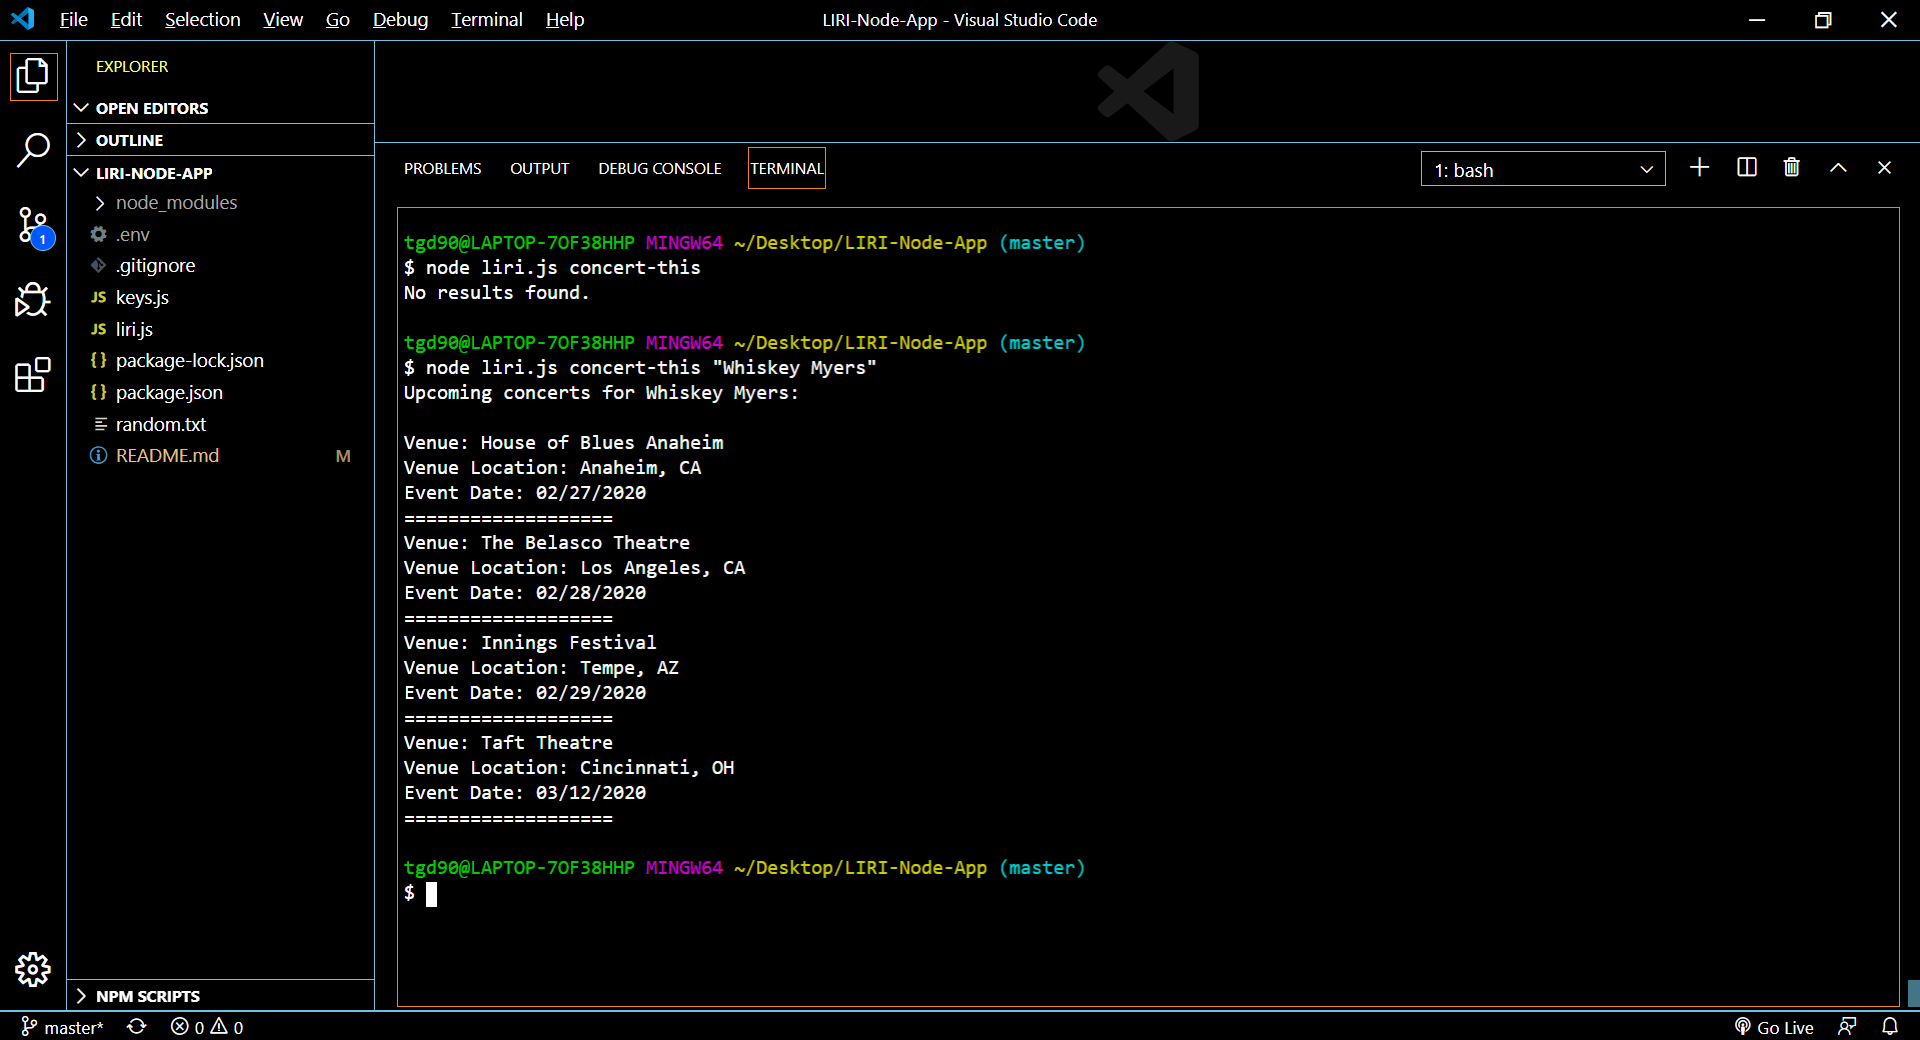 File Edit Selection View Go Debug Terminal Help
LIRI-Node-App - Visual Studio Code
EXPLORER
OPEN EDITORS
OUTLINE
LIRI-NODE-APP
node_modules
.env
.gitignore
JS keys.js
JS liri.js
{} package-lock.json
{} package.json
random.txt
README.md M
NPM SCRIPTS
1
PROBLEMS OUTPUT DEBUG CONSOLE TERMINAL
1: bash
tgd90@LAPTOP-7OF38HHP MINGW64 ~/Desktop/LIRI-Node-App (master)
$ node liri.js concert-this
No results found.
tgd90@LAPTOP-7OF38HHP MINGW64 ~/Desktop/LIRI-Node-App (master)
$ node liri.js concert-this "Whiskey Myers"
Upcoming concerts for Whiskey Myers:
Venue: House of Blues Anaheim
Venue Location: Anaheim, CA
Event Date: 02/27/2020
===================
Venue: The Belasco Theatre
Venue Location: Los Angeles, CA
Event Date: 02/28/2020
===================
Venue: Innings Festival
Venue Location: Tempe, AZ
Event Date: 02/29/2020
===================
Venue: Taft Theatre
Venue Location: Cincinnati, OH
Event Date: 03/12/2020
===================
tgd90@LAPTOP-7OF38HHP MINGW64 ~/Desktop/LIRI-Node-App (master)
$
master* 0 0
Go Live